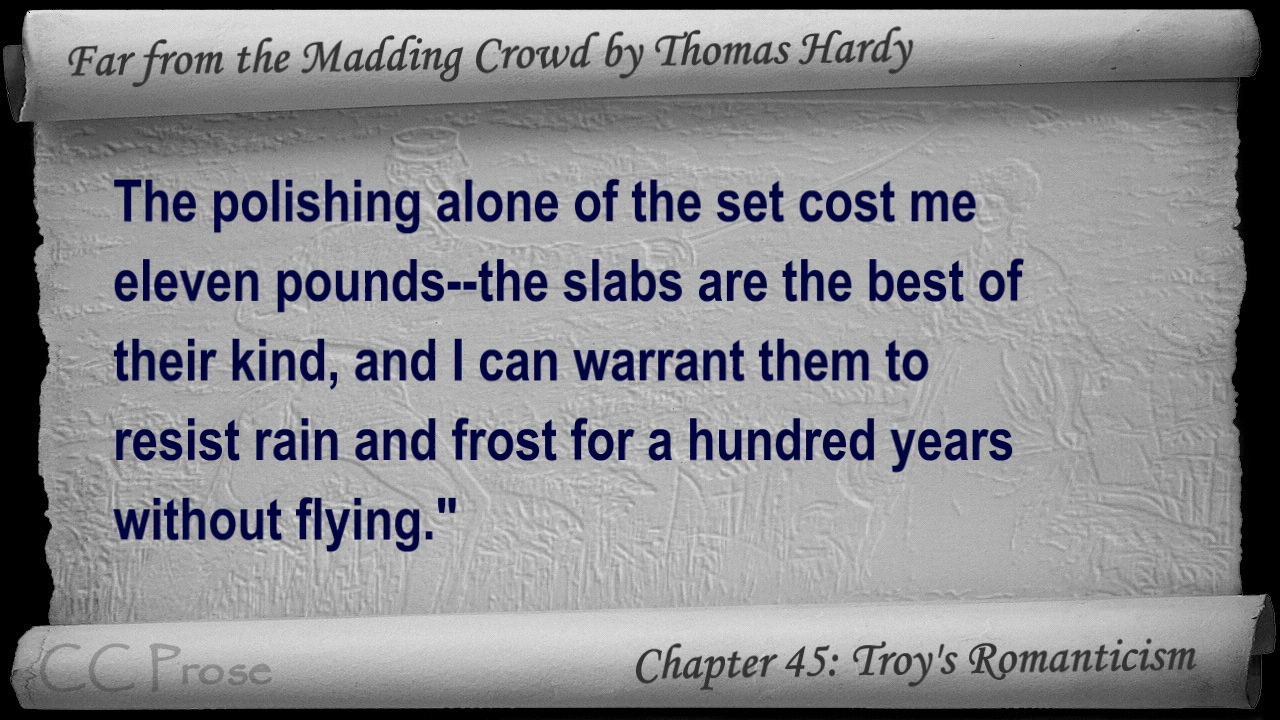 Far from the Madding Crowd by Thomas Hardy
The polishing alone of the set cost me
eleven pounds--the slabs are the best of
their kind, and I can warrant them to
resist rain and frost for a hundred years
without flying."
CC Prose
Chapter 45: Troy's Romanticism